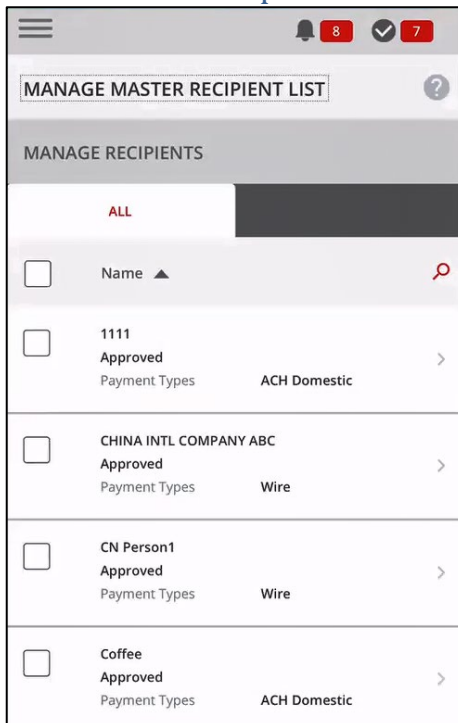 8 7
MANAGE MASTER RECIPIENT LIST ?
MANAGE RECIPIENTS
ALL
Name
1111
Approved
Payment Types ACH Domestic
CHINA INTL COMPANY ABC
Approved
Payment Types Wire
CN Person1
Approved
Payment Types Wire
Coffee
Approved
Payment Types ACH Domestic